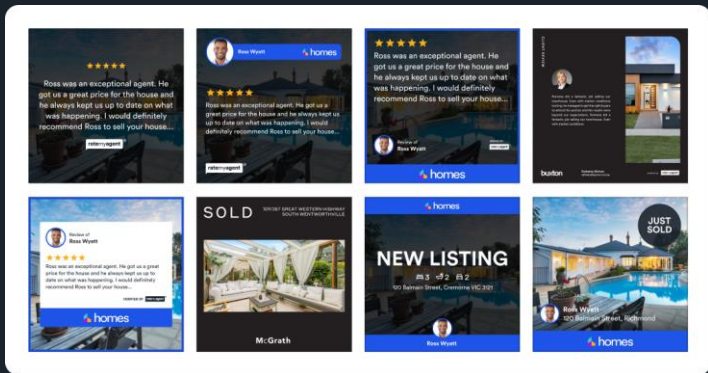 Ross was an exceptional agent. He
got us a great price for the house and
he always kept us up to date on what
was happening. I would definitely
recommend Ross to sell your house...
ratemyagent
Ross Wyatt
homes
Ross was an exceptional agent. He got us a
great price for the house and he always kept us
up to date on what was happening. I would
definitely recommend Ross to sell your house...
ratemyagent
Ross was an exceptional agent. He
got us a great price for the house and
he always kept us up to date on what
was happening. I would definitely
recommend Ross to sell your house...
Review of
Ross Wyatt
homes
buxton
Review of
Ross Wyatt
Ross was an exceptional agent. He got us a great
price for the house and he always kept us up to
date on what was happening. I would definitely
recommend Ross to sell your house...
homes
SOLD
SOUTH WENTWORTHVILLE
McGrath
homes
NEW LISTING
3 2 2
120 Balmain Street, Cremorne VIC 3121
Ross Wyatt
JUST
SOLD
Ross Wyatt
120 Balmain Street, Richmond
homes